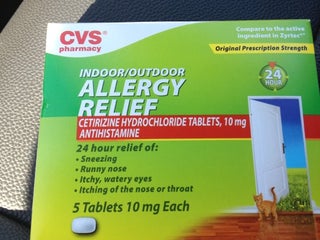 CVS®
pharmacy
Compare to the active
ingredient in Zyrtec®*
Original Prescription Strength
INDOOR/OUTDOOR
ALLERGY
RELIEF
24
HOUR
CETIRIZINE HYDROCHLORIDE TABLETS, 10 mg
ANTIHISTAMINE
24 hour relief of:
• Sneezing
• Runny nose
• Itchy, watery eyes
• Itching of the nose or throat
5 Tablets 10 mg Each